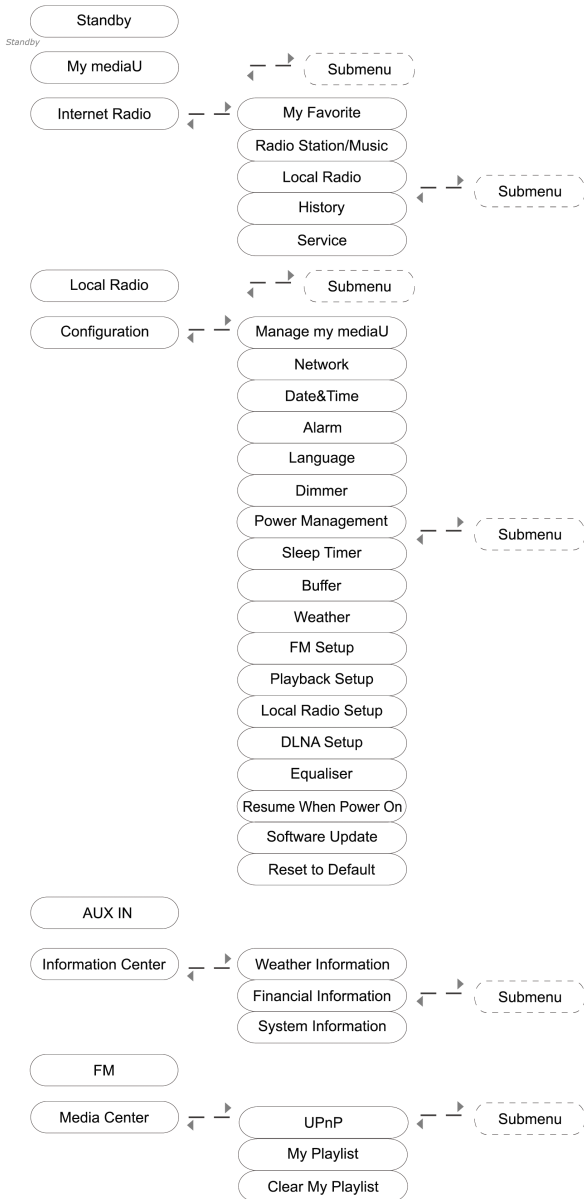 Standby
Standby
My mediaU
Submenu
Internet Radio
My Favorite
Radio Station/Music
Local Radio
Submenu
History
Service
Local Radio
Submenu
Configuration
Manage my mediaU
Network
Date&Time
Alarm
Language
Dimmer
Power Management
Submenu
Sleep Timer
Buffer
Weather
FM Setup
Playback Setup
Local Radio Setup
DLNA Setup
Equaliser
Resume When Power On
Software Update
Reset to Default
AUX IN
Information Center
Weather Information
Financial Information
Submenu
System Information
FM
Media Center
UPnP
Submenu
My Playlist
Clear My Playlist